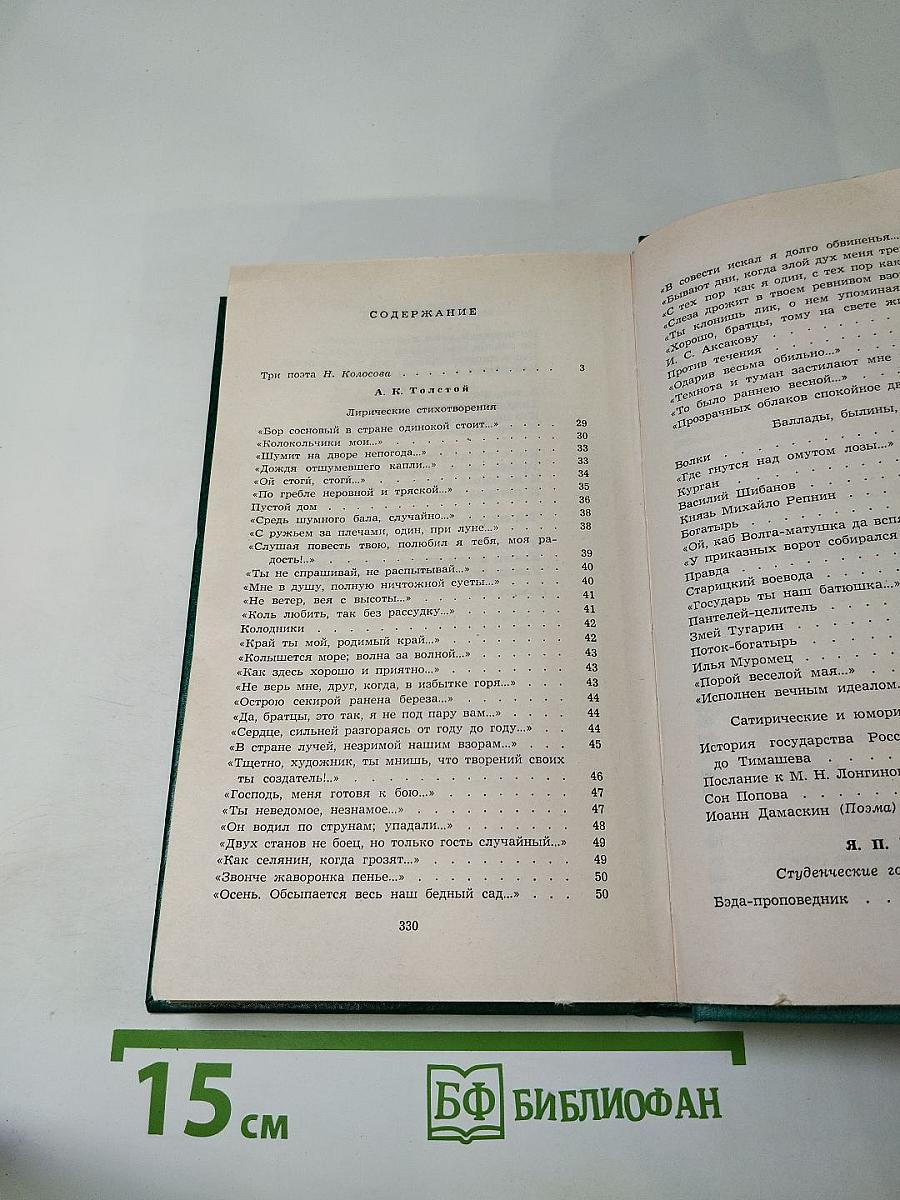 СОДЕРЖАНИЕ
Три поэта Н. Колосова . . . . . . . . . . . . 3
А. К. Толстой
Лирические стихотворения
«Бор сосновый в стране одинокой стоит...» . . . . 29
«Колокольчики мои...» . . . . . . . . . . . 30
«Шумит на дворе непогода...» . . . . . . . . 33
«Дождя отшумевшего капли...» . . . . . . . . 33
«Ой стоги́, стоги́...» . . . . . . . . . . . . 34
«По гребле неровной и тряской...» . . . . . . . 35
Пустой дом . . . . . . . . . . . . . . . 36
«Средь шумного бала, случайно...» . . . . . . . 38
«С ружьем за плечами, один, при луне...» . . . . 38
«Слушая повесть твою, полюбил я тебя, моя ра-
дость!..» . . . . . . . . . . . . . . . 39
«Ты не спрашивай, не распытывай...» . . . . . . 40
«Мне в душу, полную ничтожной суеты...» . . . . 40
«Не ветер, вея с высоты...» . . . . . . . . . 41
«Коль любить, так без рассудку...» . . . . . . . 41
Колодники . . . . . . . . . . . . . . . 42
«Край ты мой, родимый край...» . . . . . . . . 42
«Колышется море; волна за волной...» . . . . . . 43
«Как здесь хорошо и приятно...» . . . . . . . . 43
«Не верь мне, друг, когда, в избытке горя...» . . . 43
«Острою секирой ранена береза...» . . . . . . . 44
«Да, братцы, это так, я не под пару вам...» . . . . 44
«Сердце, сильней разгораясь от году до году...» . . 44
«В стране лучей, незримой нашим взорам...» . . . 45
«Тщетно, художник, ты мнишь, что творений своих
ты создатель!..» . . . . . . . . . . . . . 46
«Господь, меня готовя к бою...» . . . . . . . . 47
«Ты неведомое, незнамое...» . . . . . . . . . 47
«Он водил по струнам; упадали...» . . . . . . . 48
«Двух станов не боец, но только гость случайный...» 49
«Как селянин, когда грозят...» . . . . . . . . . 49
«Звонче жаворонка пенье...» . . . . . . . . . 50
«Осень. Обсыпается весь наш бедный сад...» . . . 50
330
«В совести искал я долго обвиненья...
«Бывают дни, когда злой дух меня тре
«С тех пор как я один, с тех пор как
«Слеза дрожит в твоем ревнивом взо
«Ты клонишь лик, о нем упоминая
«Хорошо, братцы, тому на свете жи
И. С. Аксакову . . . . . .
Против течения . . . . . .
«Одарив весьма обильно...» . . .
«Темнота и туман застилают мне
«То было раннею весной...» . . .
«Прозрачных облаков спокойное дв
Баллады, былины,
Волки . . . . . . . .
«Где гнутся над омутом лозы...»
Курган . . . . . . . .
Василий Шибанов . . . . .
Князь Михайло Репнин . . . .
Богатырь . . . . . . . .
«Ой, каб Волга-матушка да вспя
«У приказных ворот собирался
Правда . . . . . . . .
Старицкий воевода . . . . .
«Государь ты наш батюшка...»
Пантелей-целитель . . . . .
Змей Тугарин . . . . . .
Поток-богатырь . . . . . .
Илья Муромец . . . . . .
«Порой веселой мая...» . . .
«Исполнен вечным идеалом.
Сатирические и юмори
История государства Росс
до Тимашева . . . . . .
Послание к М. Н. Лонгинов
Сон Попова . . . . . .
Иоанн Дамаскин (Поэма)
Я. П.
Студенческие го
Бэда-проповедник . .
15 см
БФ БИБЛИОФАН